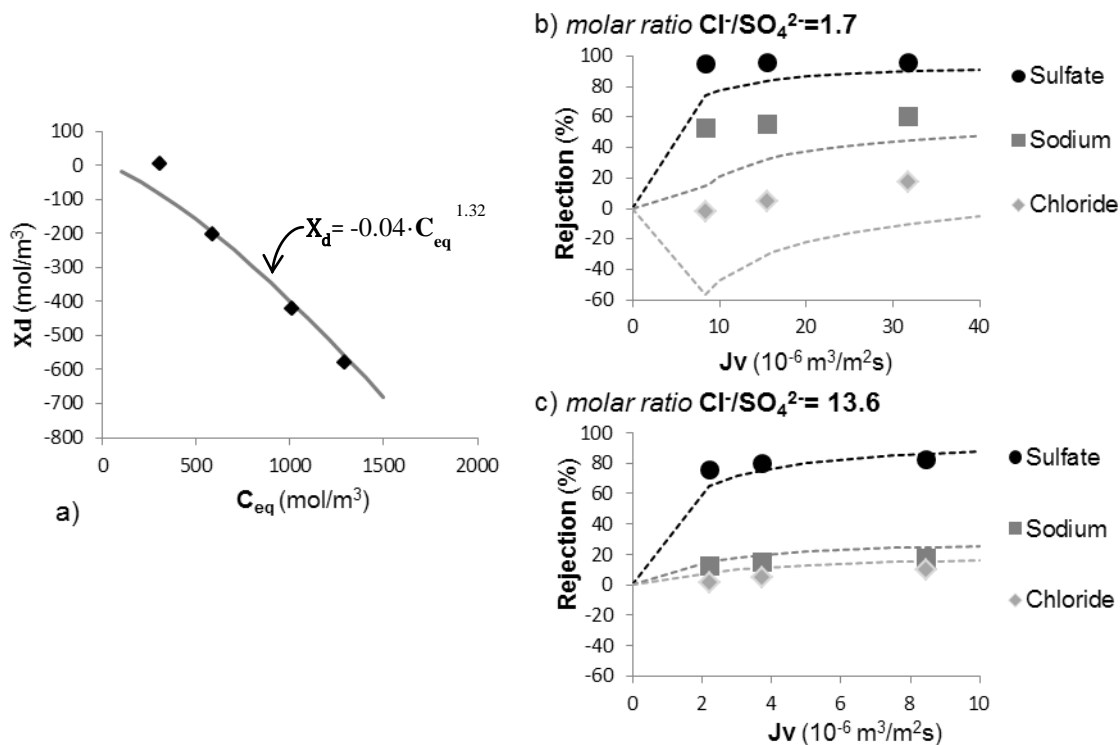 100
0
-100
-200
-300
-400
-500
-600
-700
-800
0 500 1000 1500 2000
Xd (mol/m³)
Xd= -0.04·Ceq^1.32
Ceq (mol/m³)
a)
b) molar ratio Cl⁻/SO₄²⁻=1.7
100
80
60
40
20
0
-20
-40
-60
0 10 20 30 40
Rejection (%)
Jv (10⁻⁶ m³/m²s)
Sulfate
Sodium
Chloride
c) molar ratio Cl⁻/SO₄²⁻= 13.6
100
80
60
40
20
0
-20
-40
-60
0 2 4 6 8 10
Rejection (%)
Jv (10⁻⁶ m³/m²s)
Sulfate
Sodium
Chloride